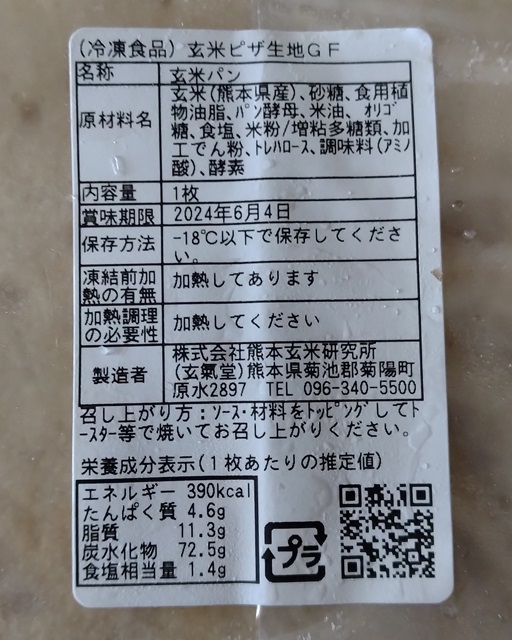 (冷凍食品) 玄米ピザ生地GF
名称 玄米パン
原材料名 玄米(熊本県産)、砂糖、食用植
物油脂、パン酵母、米油、オリゴ
糖、食塩、米粉/増粘多糖類、加
工でん粉、トレハロース、調味料(アミノ
酸)、酵素
内容量 1枚
賞味期限 2024年6月4日
保存方法 -18℃以下で保存してくださ
い。
凍結前加
熱の有無 加熱してあります
加熱調理
の必要性 加熱してください
製造者 株式会社熊本玄米研究所
(玄氣堂)熊本県菊池郡菊陽町
原水2897 TEL 096-340-5500
召し上がり方:ソース・材料をトッピングしてト
ースター等で焼いてお召し上がりください。
栄養成分表示(1枚あたりの推定値)
エネルギー 390kcal
たんぱく質 4.6g
脂質 11.3g
炭水化物 72.5g
食塩相当量 1.4g
プラ